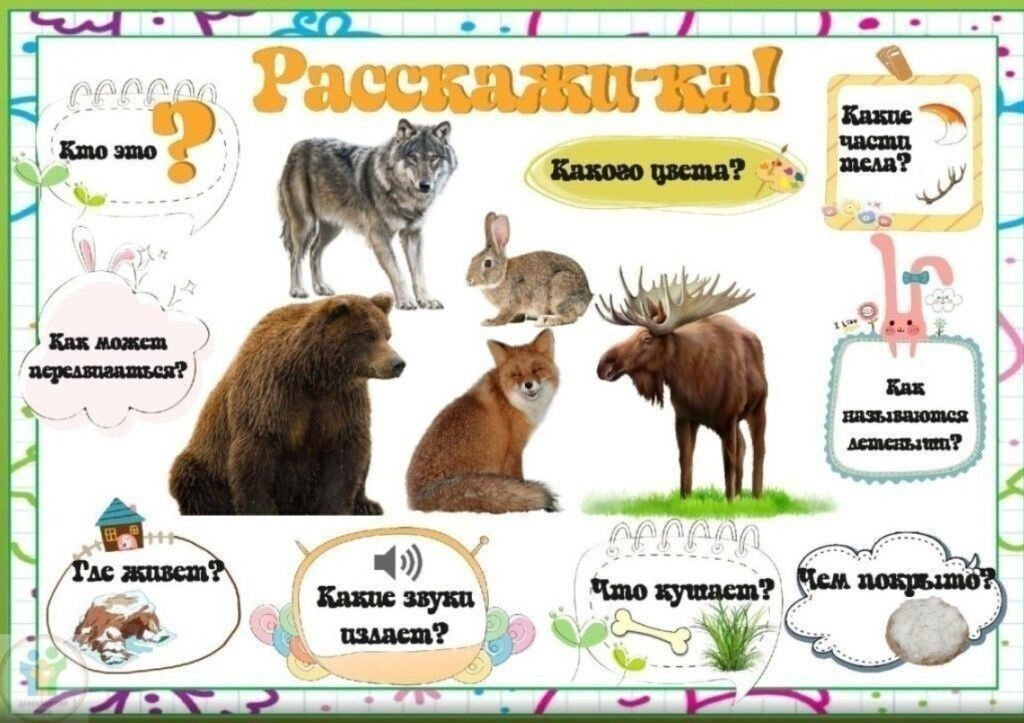 Расскажи-ка!
Кто это
?
Какого цвета?
Какие
части
тела?
Как может
передвигаться?
I Like
Как
называются
детеныши?
Где живет?
Какие звуки
издает?
Что кушает?
Чем покрыто?